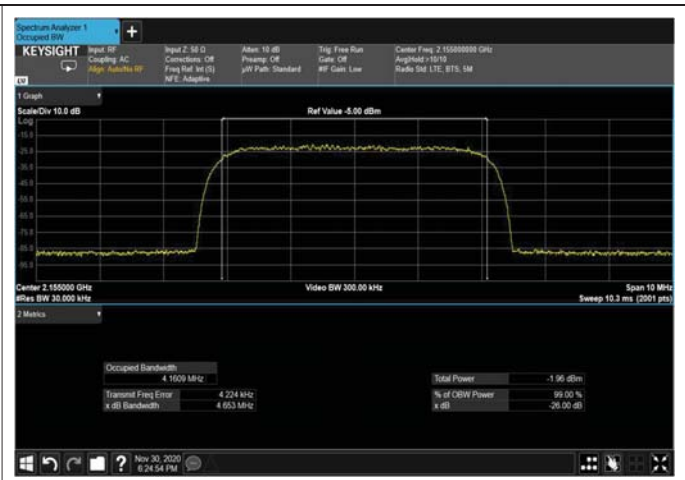 Spectrum Analyzer 1
Occupied BW
+
KEYSIGHT
Input: RF
Coupling: AC
Align: Auto/No RF
Input Z: 50 Ω
Corrections: Off
Freq Ref: Int (S)
NFE: Adaptive
Atten: 10 dB
Preamp: Off
µW Path: Standard
Trig: Free Run
Gate: Off
#IF Gain: Low
Center Freq: 2.155000000 GHz
Avg|Hold:>10/10
Radio Std: LTE, BTS, 5M
1 Graph
Scale/Div 10.0 dB
Ref Value -5.00 dBm
Log
-15.0
-25.0
-35.0
-45.0
-55.0
-65.0
-75.0
-85.0
-95.0
Center 2.155000 GHz
#Res BW 30.000 kHz
Video BW 300.00 kHz
Span 10 MHz
Sweep 10.3 ms (2001 pts)
2 Metrics
Occupied Bandwidth
4.1609 MHz
Transmit Freq Error 4.224 kHz
x dB Bandwidth 4.653 MHz
Total Power -1.96 dBm
% of OBW Power 99.00 %
x dB -26.00 dB
?
Nov 30, 2020
6:24:54 PM